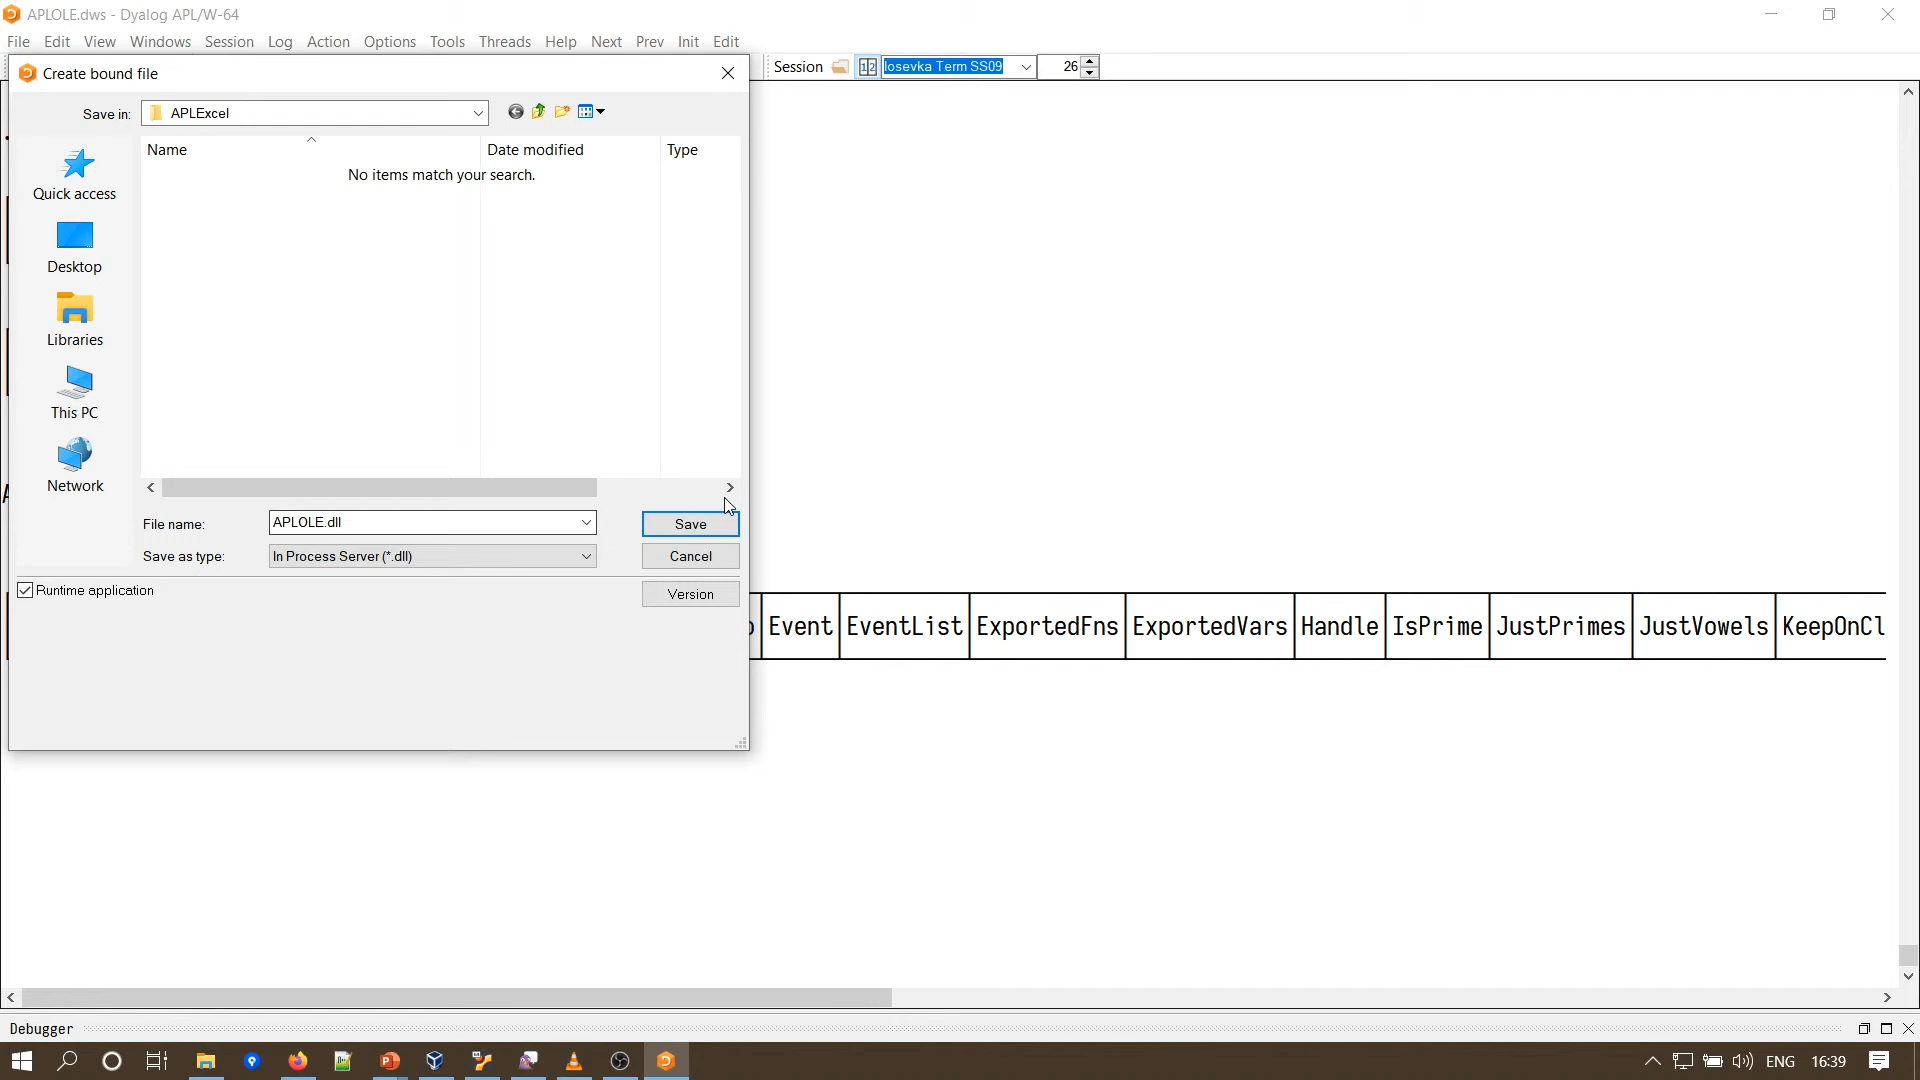 APLOLE.dws - Dyalog APL/W-64
File Edit View Windows Session Log Action Options Tools Threads Help Next Prev Init Edit
Create bound file
Session Iosevka Term SS09 26
Save in: APLExcel
Name Date modified Type
No items match your search.
Quick access
Desktop
Libraries
This PC
Network
File name: APLOLE.dll Save
Save as type: In Process Server (*.dll) Cancel
Runtime application Version
Event EventList ExportedFns ExportedVars Handle IsPrime JustPrimes JustVowels KeepOnCl
Debugger
ENG 16:39